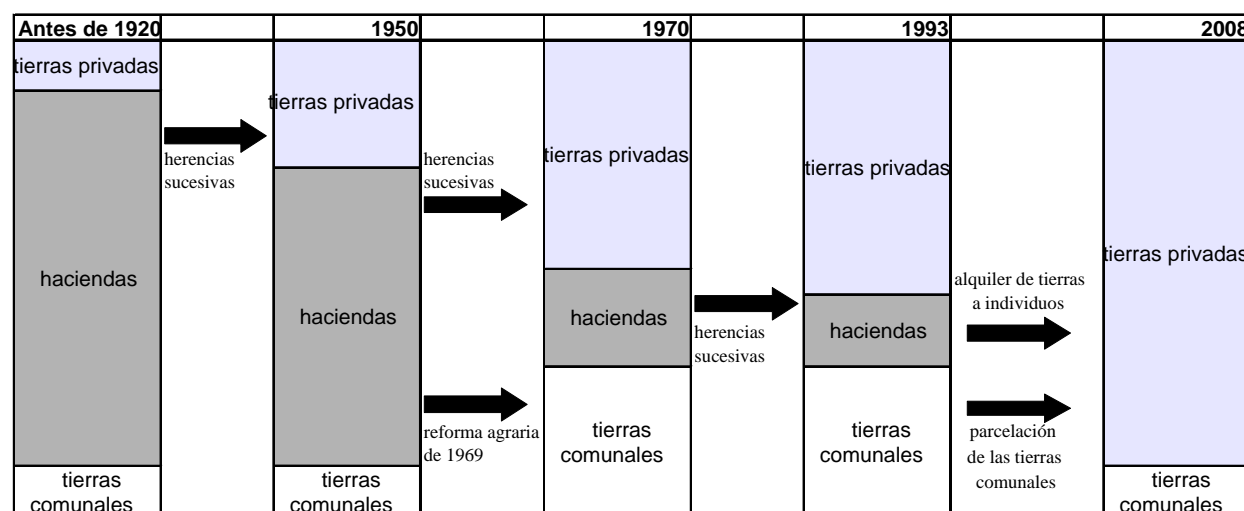 Antes de 1920
1950
1970
1993
2008
tierras privadas
haciendas
tierras
comunales
herencias
sucesivas
tierras privadas
haciendas
tierras
comunales
herencias
sucesivas
reforma agraria
de 1969
tierras privadas
haciendas
tierras
comunales
herencias
sucesivas
tierras privadas
haciendas
tierras
comunales
alquiler de tierras
a individuos
parcelación
de las tierras
comunales
tierras privadas
tierras
comunales